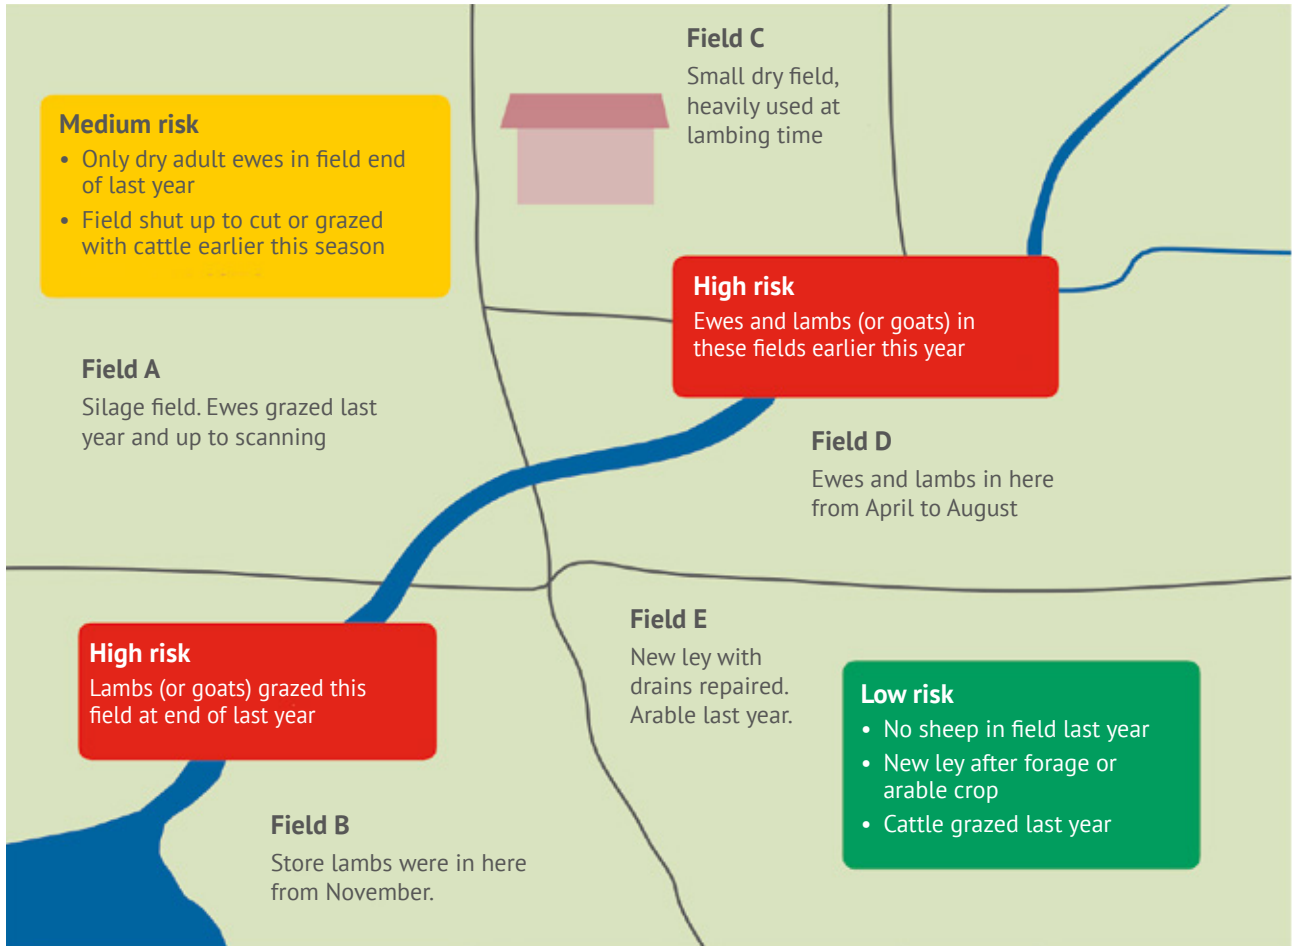 Field C
Small dry field,
heavily used at
lambing time
Medium risk
• Only dry adult ewes in field end
of last year
• Field shut up to cut or grazed
with cattle earlier this season
High risk
Ewes and lambs (or goats) in
these fields earlier this year
Field A
Silage field. Ewes grazed last
year and up to scanning
Field D
Ewes and lambs in here
from April to August
High risk
Lambs (or goats) grazed this
field at end of last year
Field E
New ley with
drains repaired.
Arable last year.
Low risk
• No sheep in field last year
• New ley after forage or
arable crop
• Cattle grazed last year
Field B
Store lambs were in here
from November.